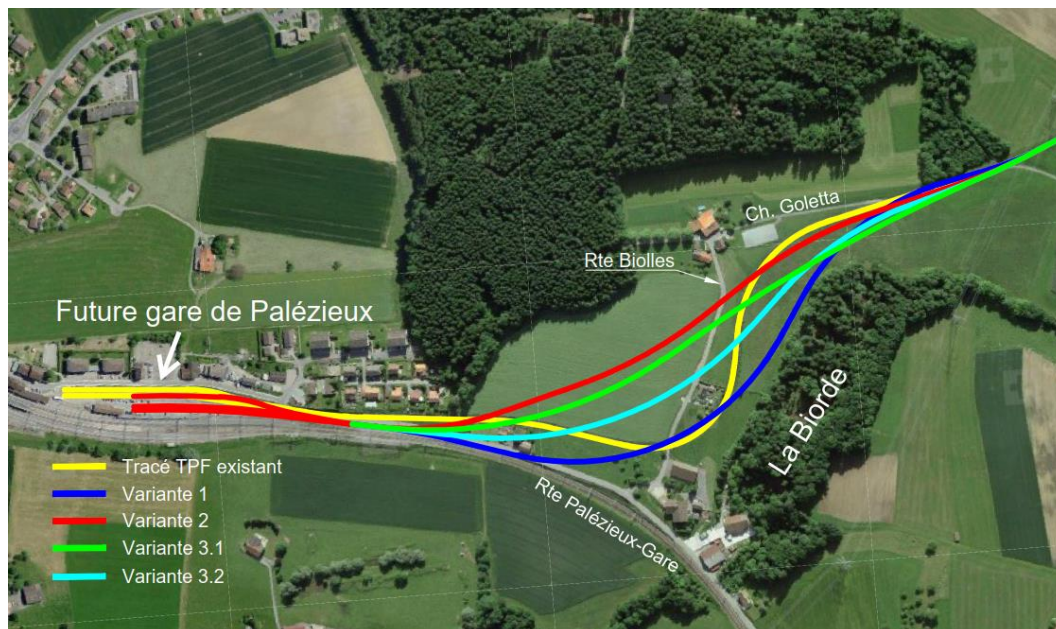 Ch. Goletta
Rte Biolles
Future gare de Palézieux
La Biorde
Rte Palézieux-Gare
Tracé TPF existant
Variante 1
Variante 2
Variante 3.1
Variante 3.2